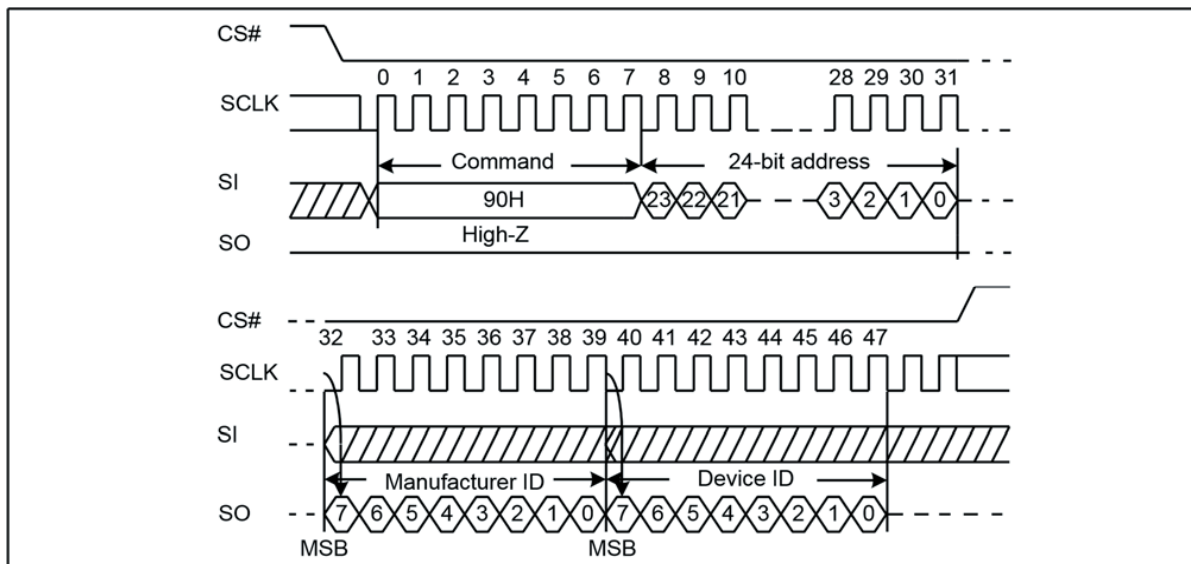 CS#
0 1 2 3 4 5 6 7 8 9 10 28 29 30 31
SCLK
Command 24-bit address
SI
90H 23 22 21 3 2 1 0
High-Z
SO
CS#
32 33 34 35 36 37 38 39 40 41 42 43 44 45 46 47
SCLK
SI
Manufacturer ID Device ID
SO 7 6 5 4 3 2 1 0 7 6 5 4 3 2 1 0
MSB MSB